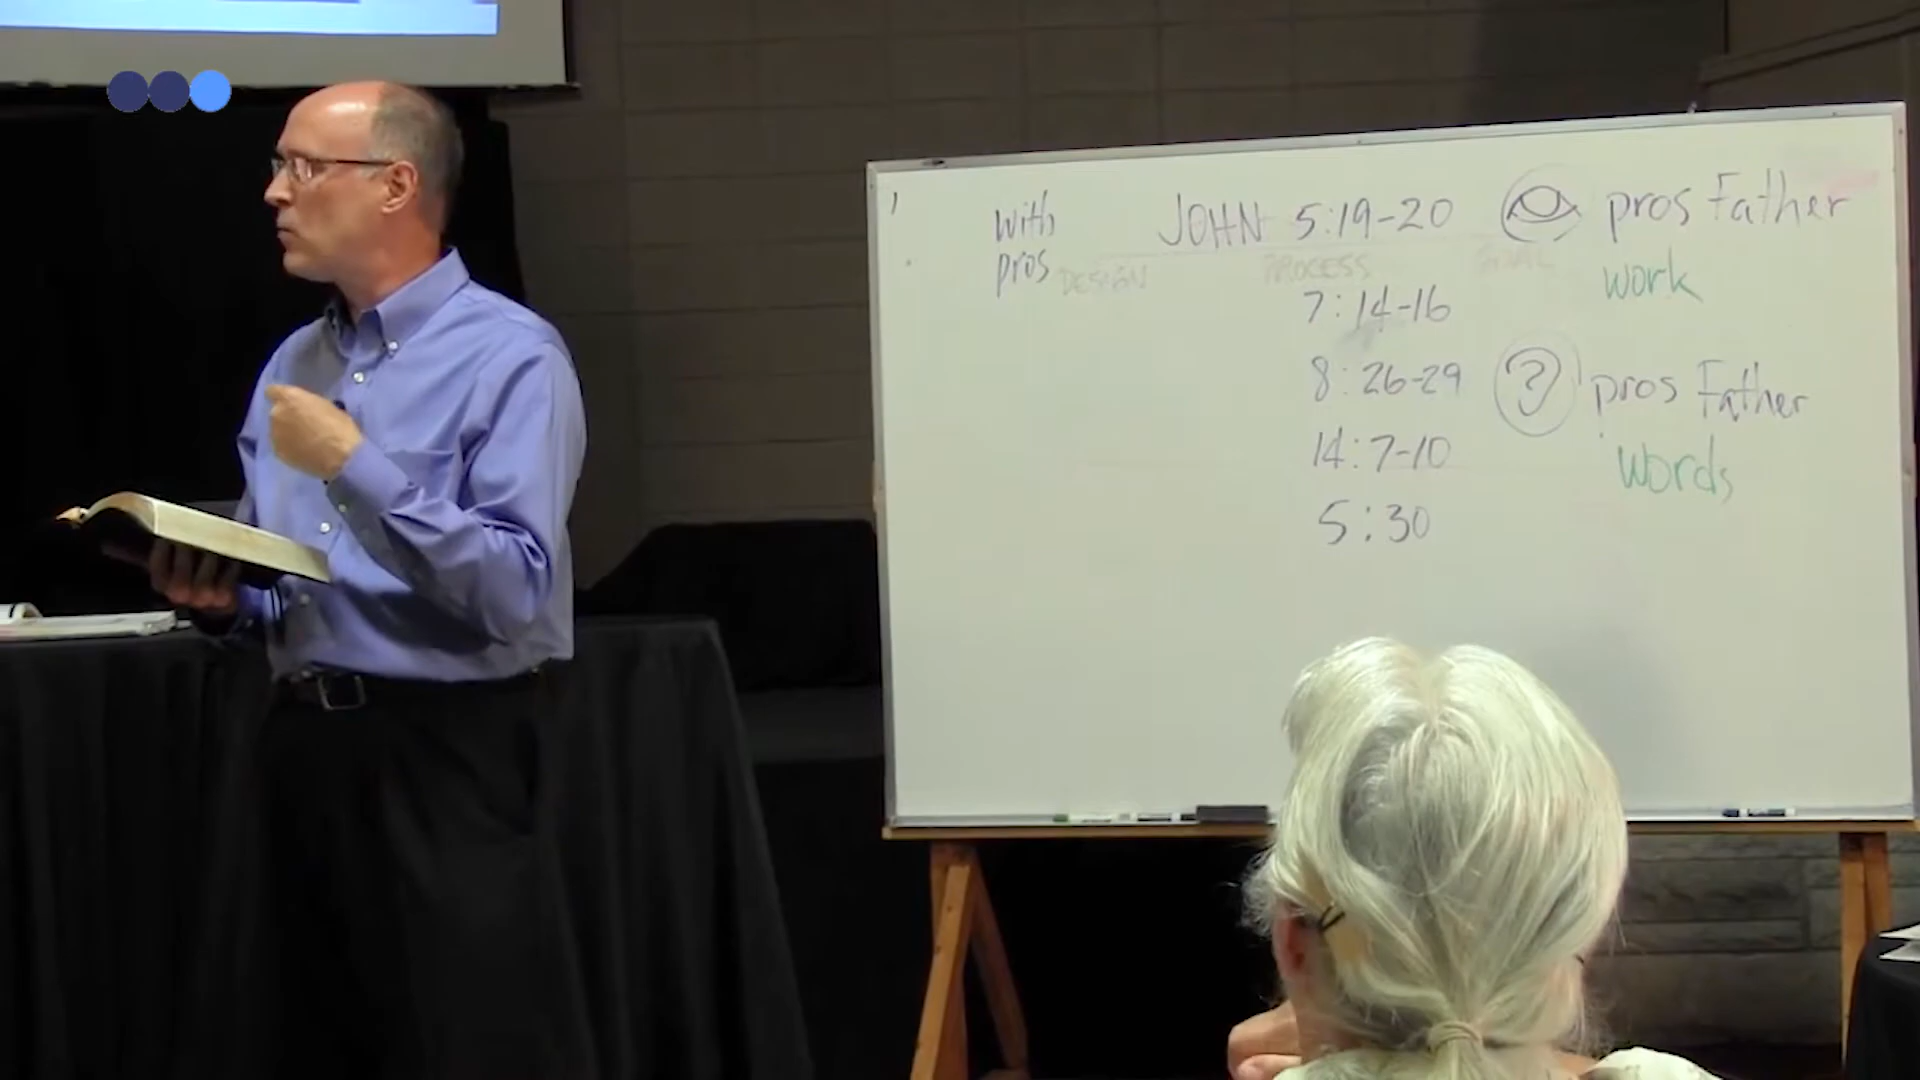 with JOHN 5:19-20 pros Father
pros DESIGN PROCESS GOAL work
7:14-16
8:26-29 pros Father
14:7-10 words
5:30